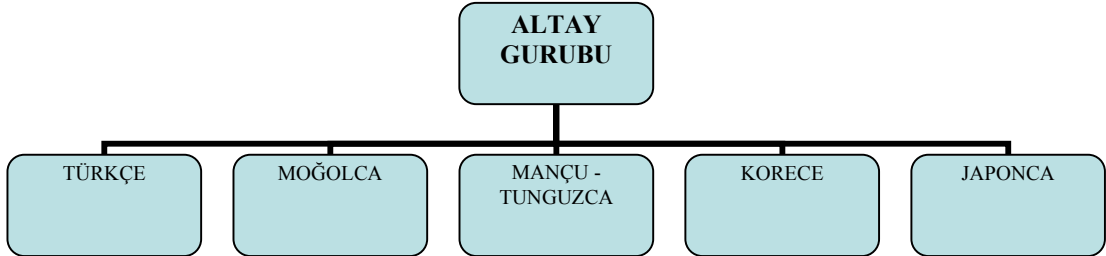 ALTAY
GURUBU
TÜRKÇE
MOĞOLCA
MANÇU -
TUNGUZCA
KORECE
JAPONCA